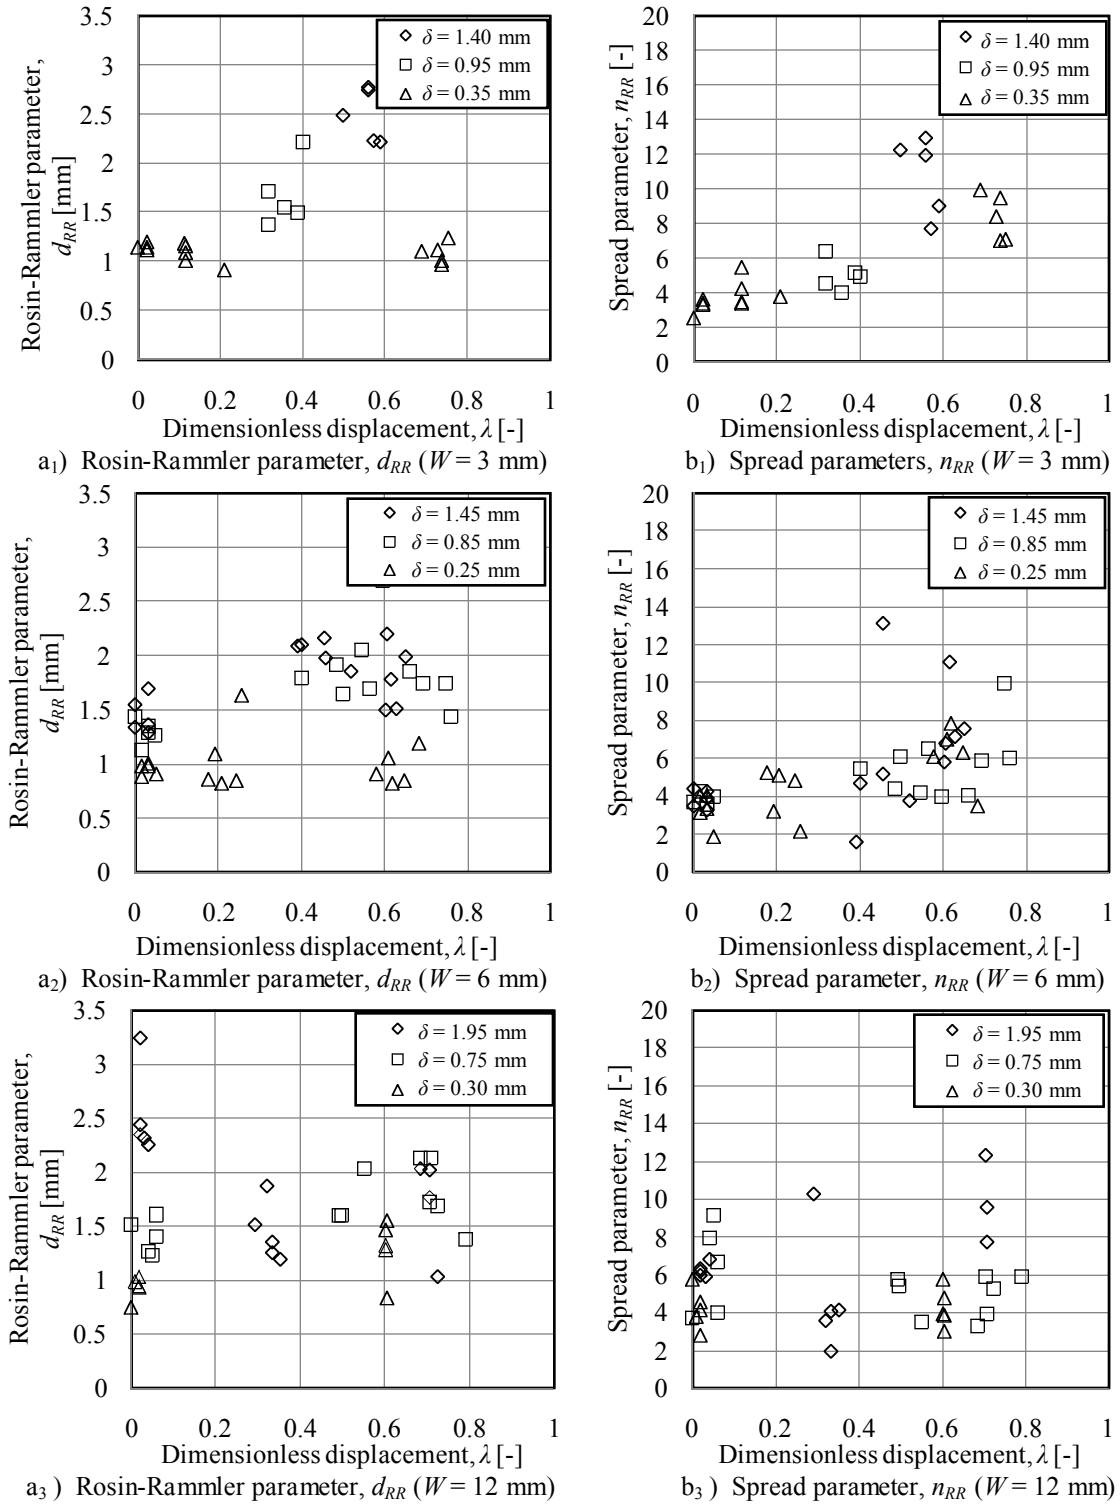 Rosin-Rammler parameter,
d_RR [mm]
3.5
3
2.5
2
1.5
1
0.5
0
δ = 1.40 mm
δ = 0.95 mm
δ = 0.35 mm
0 0.2 0.4 0.6 0.8 1
Dimensionless displacement, λ [-]
a₁) Rosin-Rammler parameter, d_RR (W = 3 mm)
Spread parameter, n_RR [-]
20
18
16
14
12
10
8
6
4
2
0
δ = 1.40 mm
δ = 0.95 mm
δ = 0.35 mm
0 0.2 0.4 0.6 0.8 1
Dimensionless displacement, λ [-]
b₁) Spread parameters, n_RR (W = 3 mm)
Rosin-Rammler parameter,
d_RR [mm]
3.5
3
2.5
2
1.5
1
0.5
0
δ = 1.45 mm
δ = 0.85 mm
δ = 0.25 mm
0 0.2 0.4 0.6 0.8 1
Dimensionless displacement, λ [-]
a₂) Rosin-Rammler parameter, d_RR (W = 6 mm)
Spread parameter, n_RR [-]
20
18
16
14
12
10
8
6
4
2
0
δ = 1.45 mm
δ = 0.85 mm
δ = 0.25 mm
0 0.2 0.4 0.6 0.8 1
Dimensionless displacement, λ [-]
b₂) Spread parameter, n_RR (W = 6 mm)
Rosin-Rammler parameter,
d_RR [mm]
3.5
3
2.5
2
1.5
1
0.5
0
δ = 1.95 mm
δ = 0.75 mm
δ = 0.30 mm
0 0.2 0.4 0.6 0.8 1
Dimensionless displacement, λ [-]
a₃ ) Rosin-Rammler parameter, d_RR (W = 12 mm)
Spread parameter, n_RR [-]
20
18
16
14
12
10
8
6
4
2
0
δ = 1.95 mm
δ = 0.75 mm
δ = 0.30 mm
0 0.2 0.4 0.6 0.8 1
Dimensionless displacement, λ [-]
b₃ ) Spread parameter, n_RR (W = 12 mm)